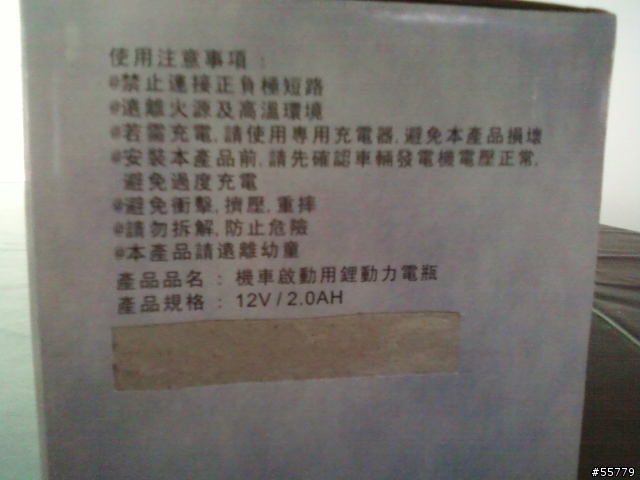 使用注意事項：
@禁止連接正負極短路
@遠離火源及高溫環境
@若需充電,請使用專用充電器,避免本產品損壞
@安裝本產品前,請先確認車輛發電機電壓正常,
避免過度充電
@避免衝擊,擠壓,重摔
@請勿拆解,防止危險
@本產品請遠離幼童
產品品名：機車啟動用鋰動力電瓶
產品規格：12V/2.0AH
#55779